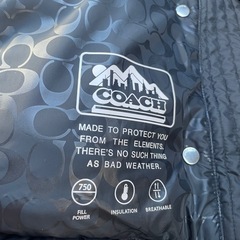 COACH
MADE TO PROTECT YOU
FROM THE ELEMENTS.
THERE'S NO SUCH THING
AS BAD WEATHER.
750
FILL
POWER
INSULATION
BREATHABLE